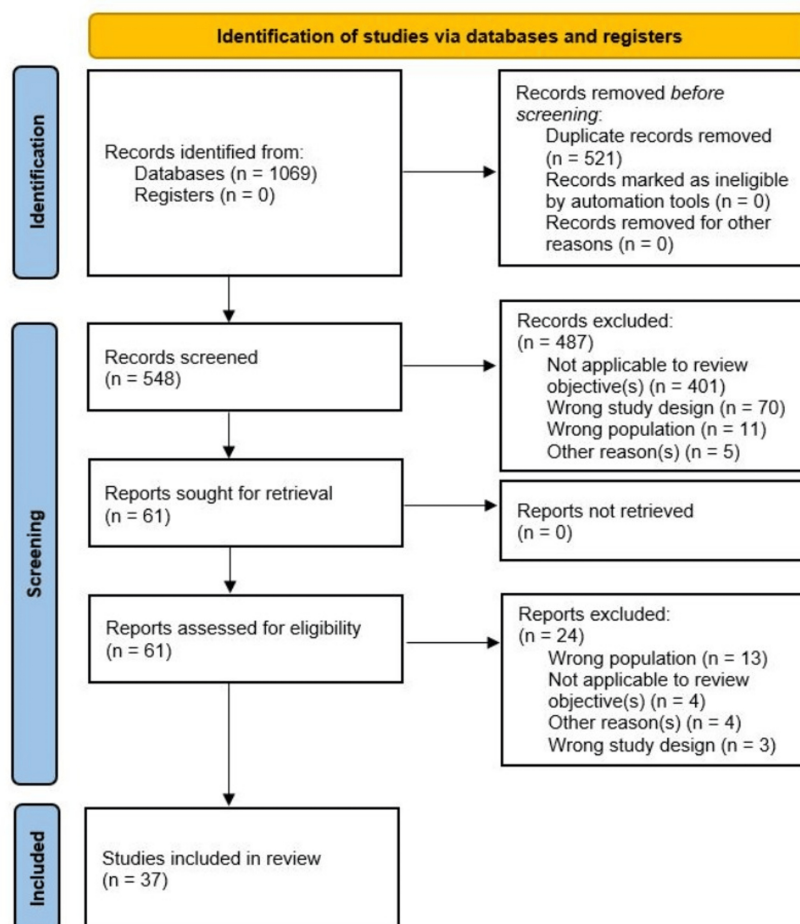 Identification of studies via databases and registers
Identification
Records identified from:
Databases (n = 1069)
Registers (n = 0)
Records removed before
screening:
Duplicate records removed
(n = 521)
Records marked as ineligible
by automation tools (n = 0)
Records removed for other
reasons (n = 0)
Screening
Records screened
(n = 548)
Records excluded:
(n = 487)
Not applicable to review
objective(s) (n = 401)
Wrong study design (n = 70)
Wrong population (n = 11)
Other reason(s) (n = 5)
Reports sought for retrieval
(n = 61)
Reports not retrieved
(n = 0)
Reports assessed for eligibility
(n = 61)
Reports excluded:
(n = 24)
Wrong population (n = 13)
Not applicable to review
objective(s) (n = 4)
Other reason(s) (n = 4)
Wrong study design (n = 3)
Included
Studies included in review
(n = 37)